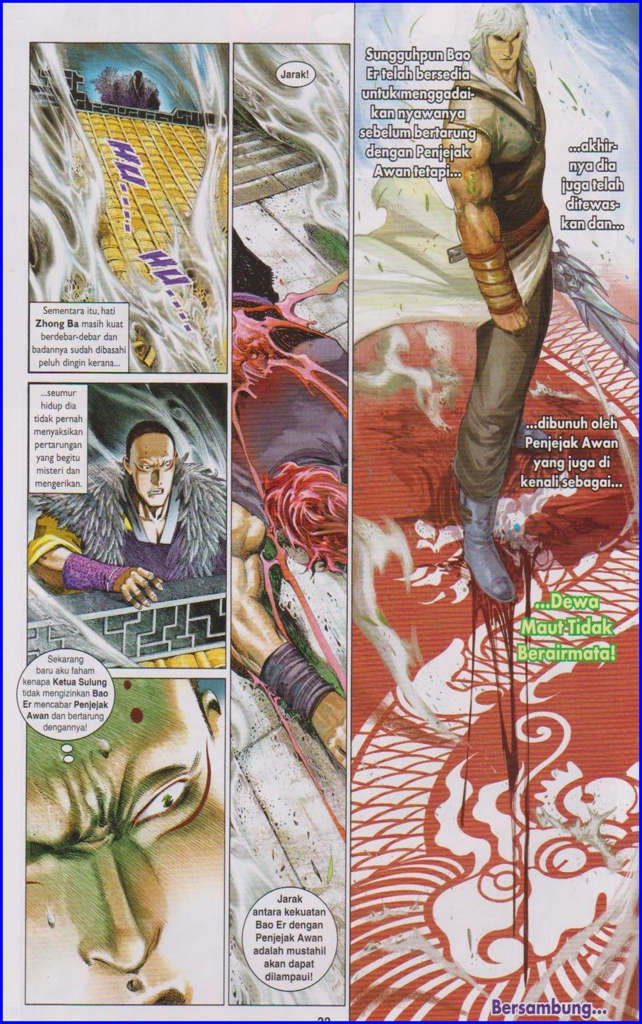 HU....
HU....
Sementara itu, hati
Zhong Ba masih kuat
berdebar-debar dan
badannya sudah dibasahi
peluh dingin kerana...
...seumur
hidup dia
tidak pernah
menyaksikan
pertarungan
yang begitu
misteri dan
mengerikan.
Sekarang
baru aku faham
kenapa Ketua Sulung
tidak mengizinkan Bao
Er mencabar Penjejak
Awan dan bertarung
dengannya!
Jarak!
Jarak
antara kekuatan
Bao Er dengan
Penjejak Awan
adalah mustahil
akan dapat
dilampaui!
Sungguhpun Bao
Er telah bersedia
untuk menggadai-
kan nyawanya
sebelum bertarung
dengan Penjejak
Awan tetapi...
...akhir-
nya dia
juga telah
ditewas-
kan dan...
...dibunuh oleh
Penjejak Awan
yang juga di
kenali sebagai...
...Dewa
Maut Tidak
Berairmata!
Bersambung...